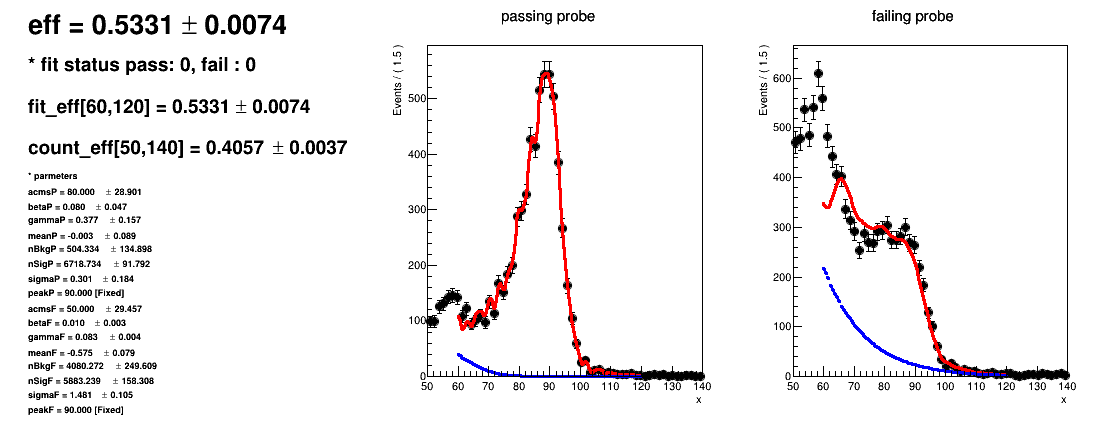 eff = 0.5331 ± 0.0074
* fit status pass: 0, fail : 0
fit_eff[60,120] = 0.5331 ± 0.0074
count_eff[50,140] = 0.4057 ± 0.0037
* parmeters
acmsP = 80.000 ± 28.901
betaP = 0.080 ± 0.047
gammaP = 0.377 ± 0.157
meanP = -0.003 ± 0.089
nBkgP = 504.334 ± 134.898
nSigP = 6718.734 ± 91.792
sigmaP = 0.301 ± 0.184
peakP = 90.000 [Fixed]
acmsF = 50.000 ± 29.457
betaF = 0.010 ± 0.003
gammaF = 0.083 ± 0.004
meanF = -0.575 ± 0.079
nBkgF = 4080.272 ± 249.609
nSigF = 5883.239 ± 158.308
sigmaF = 1.481 ± 0.105
peakF = 90.000 [Fixed]
passing probe
Events / ( 1.5 )
500
400
300
200
100
0
50 60 70 80 90 100 110 120 130 140
x
failing probe
Events / ( 1.5 )
600
500
400
300
200
100
0
50 60 70 80 90 100 110 120 130 140
x